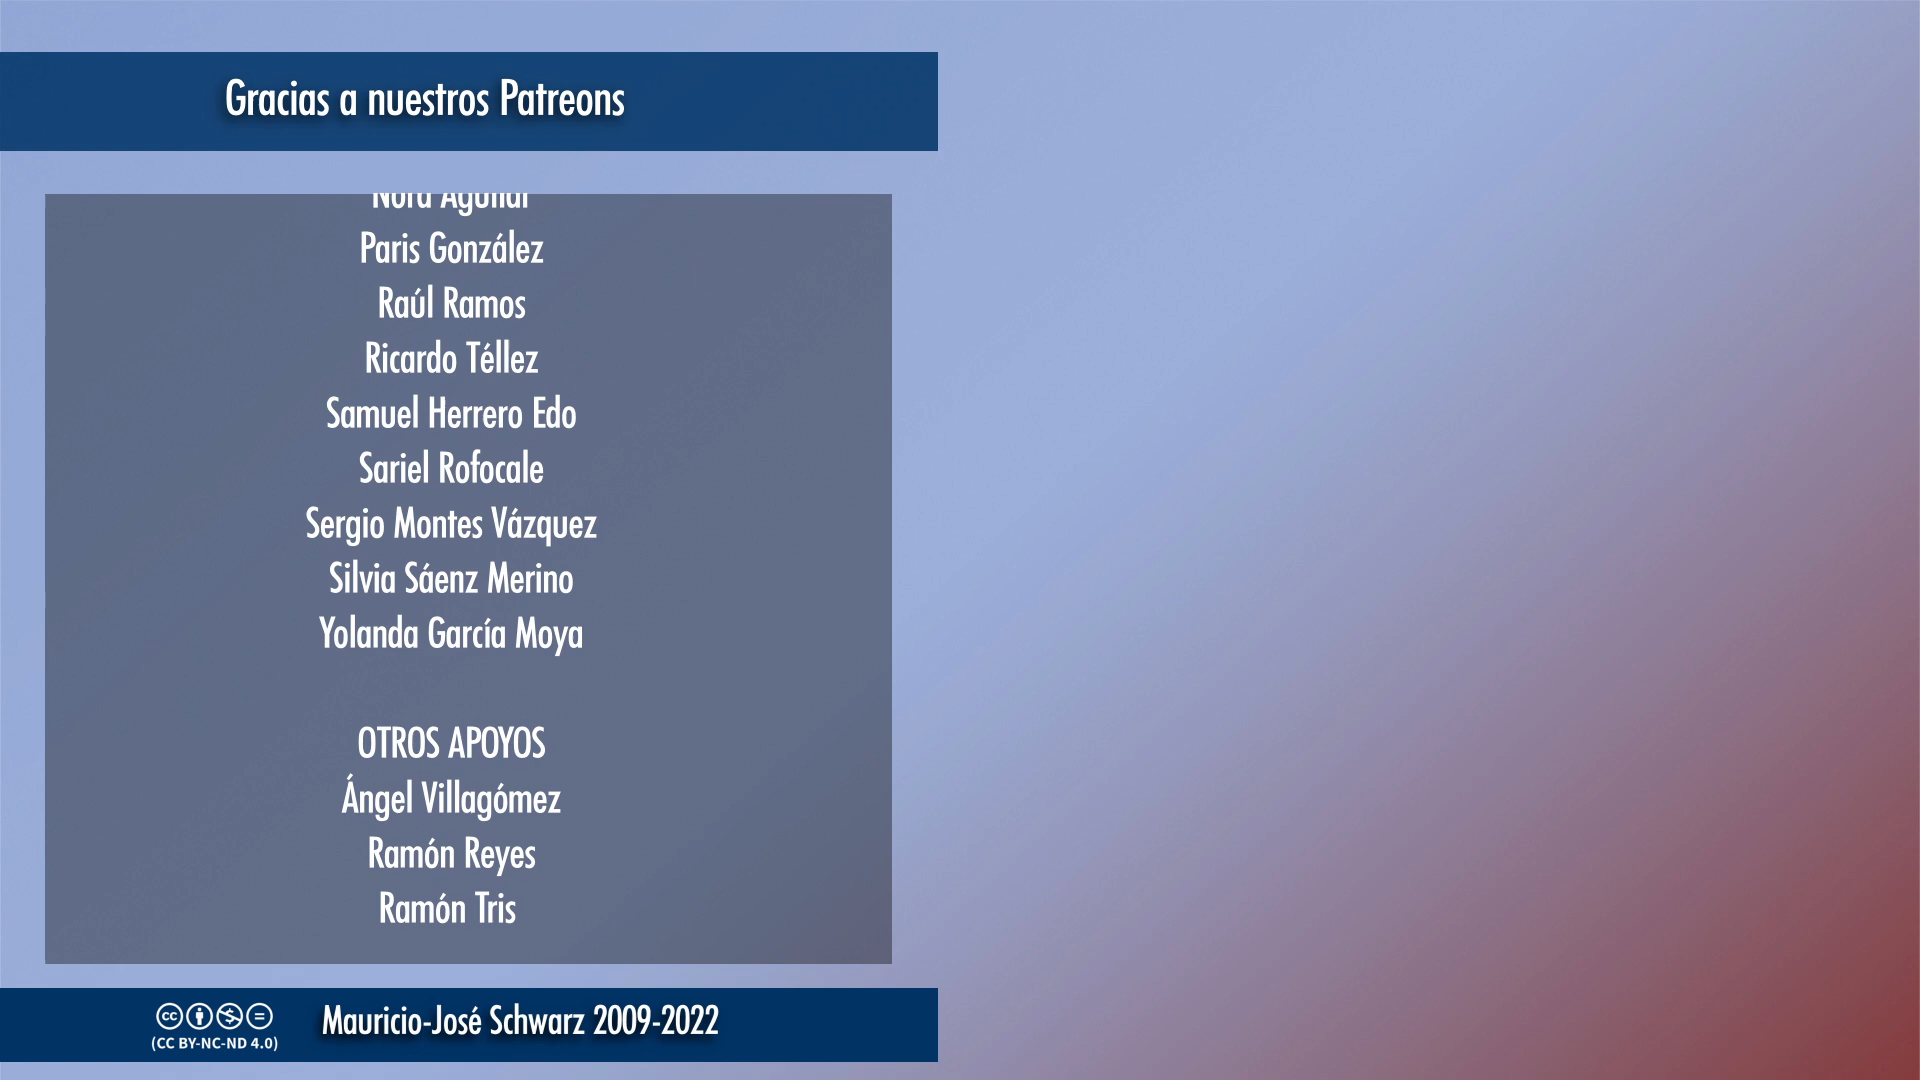 Gracias a nuestros Patreons
Nora Aguilar
Paris González
Raúl Ramos
Ricardo Téllez
Samuel Herrero Edo
Sariel Rofocale
Sergio Montes Vázquez
Silvia Sáenz Merino
Yolanda García Moya
OTROS APOYOS
Ángel Villagómez
Ramón Reyes
Ramón Tris
(CC BY-NC-ND 4.0)
Mauricio-José Schwarz 2009-2022